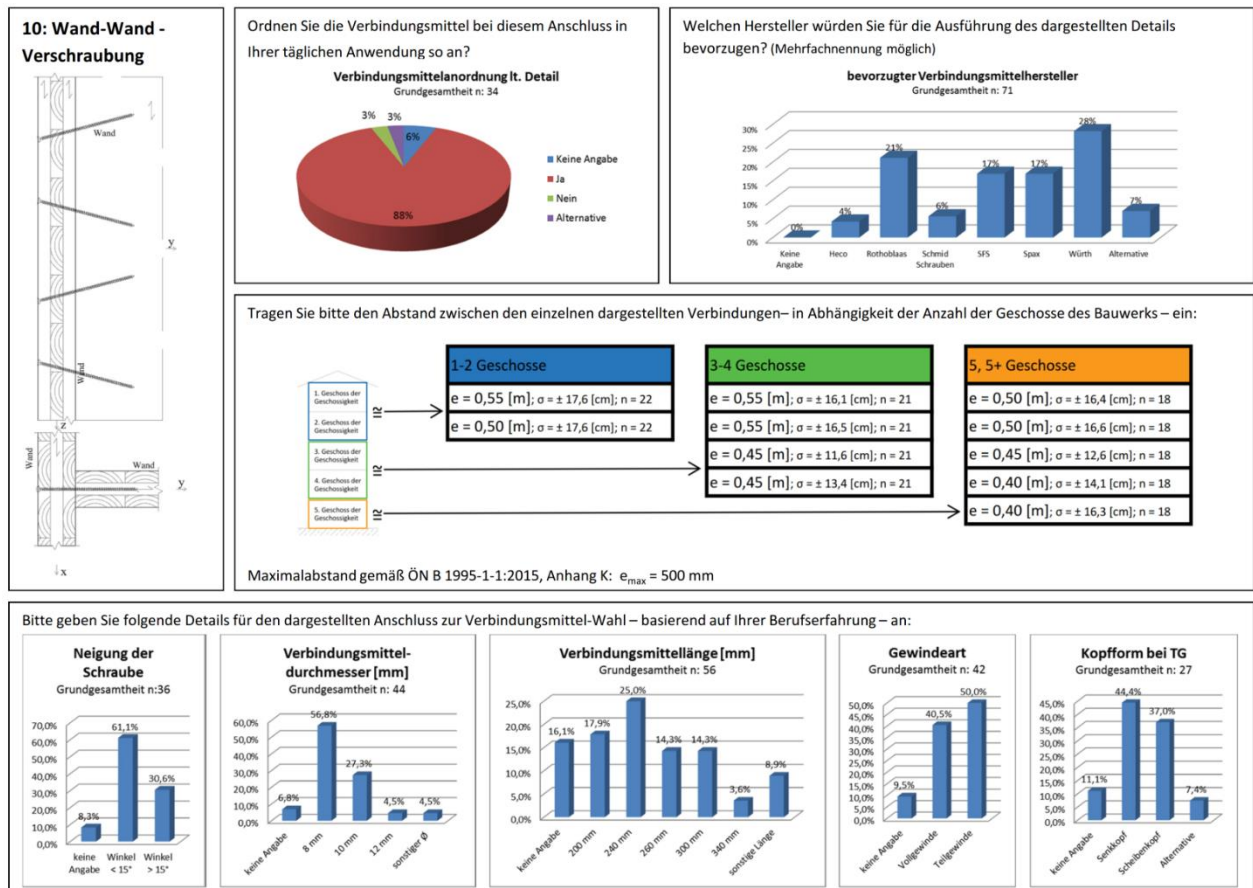 10: Wand-Wand -
Verschraubung
Wand
y
Wand
z
Wand
Wand
y
x
Ordnen Sie die Verbindungsmittel bei diesem Anschluss in
Ihrer täglichen Anwendung so an?
Verbindungsmittelanordnung lt. Detail
Grundgesamtheit n: 34
3%
3%
6%
88%
Keine Angabe
Ja
Nein
Alternative
Welchen Hersteller würden Sie für die Ausführung des dargestellten Details
bevorzugen? (Mehrfachnennung möglich)
bevorzugter Verbindungsmittelhersteller
Grundgesamtheit n: 71
30%
25%
20%
15%
10%
5%
0%
0%
4%
21%
6%
17%
17%
28%
7%
Keine
Angabe
Heco
Rothoblaas
Schmid
Schrauben
SFS
Spax
Würth
Alternative
Tragen Sie bitte den Abstand zwischen den einzelnen dargestellten Verbindungen– in Abhängigkeit der Anzahl der Geschosse des Bauwerks – ein:
1. Geschoss der
Geschossigkeit
2. Geschoss der
Geschossigkeit
3. Geschoss der
Geschossigkeit
4. Geschoss der
Geschossigkeit
5. Geschoss der
Geschossigkeit
1-2 Geschosse
e = 0,55 [m]; σ = ± 17,6 [cm]; n = 22
e = 0,50 [m]; σ = ± 17,6 [cm]; n = 22
3-4 Geschosse
e = 0,55 [m]; σ = ± 16,1 [cm]; n = 21
e = 0,55 [m]; σ = ± 16,5 [cm]; n = 21
e = 0,45 [m]; σ = ± 11,6 [cm]; n = 21
e = 0,45 [m]; σ = ± 13,4 [cm]; n = 21
5, 5+ Geschosse
e = 0,50 [m]; σ = ± 16,4 [cm]; n = 18
e = 0,50 [m]; σ = ± 16,6 [cm]; n = 18
e = 0,45 [m]; σ = ± 12,6 [cm]; n = 18
e = 0,40 [m]; σ = ± 14,1 [cm]; n = 18
e = 0,40 [m]; σ = ± 16,3 [cm]; n = 18
Maximalabstand gemäß ÖN B 1995-1-1:2015, Anhang K: emax = 500 mm
Bitte geben Sie folgende Details für den dargestellten Anschluss zur Verbindungsmittel-Wahl – basierend auf Ihrer Berufserfahrung – an:
Neigung der
Schraube
Grundgesamtheit n:36
70,0%
60,0%
50,0%
40,0%
30,0%
20,0%
10,0%
0,0%
8,3%
61,1%
30,6%
keine
Angabe
Winkel
< 15°
Winkel
> 15°
Verbindungsmittel-
durchmesser [mm]
Grundgesamtheit n: 44
60,0%
50,0%
40,0%
30,0%
20,0%
10,0%
0,0%
6,8%
56,8%
27,3%
4,5%
4,5%
keine Angabe
8 mm
10 mm
12 mm
sonstiger Ø
Verbindungsmittellänge [mm]
Grundgesamtheit n: 56
25,0%
20,0%
15,0%
10,0%
5,0%
0,0%
16,1%
17,9%
25,0%
14,3%
14,3%
3,6%
8,9%
keine Angabe
200 mm
240 mm
260 mm
300 mm
340 mm
sonstige Länge
Gewindeart
Grundgesamtheit n: 42
50,0%
45,0%
40,0%
35,0%
30,0%
25,0%
20,0%
15,0%
10,0%
5,0%
0,0%
9,5%
40,5%
50,0%
keine Angabe
Vollgewinde
Teilgewinde
Kopfform bei TG
Grundgesamtheit n: 27
45,0%
40,0%
35,0%
30,0%
25,0%
20,0%
15,0%
10,0%
5,0%
0,0%
11,1%
44,4%
37,0%
7,4%
keine Angabe
Senkkopf
Scheibenkopf
Alternative